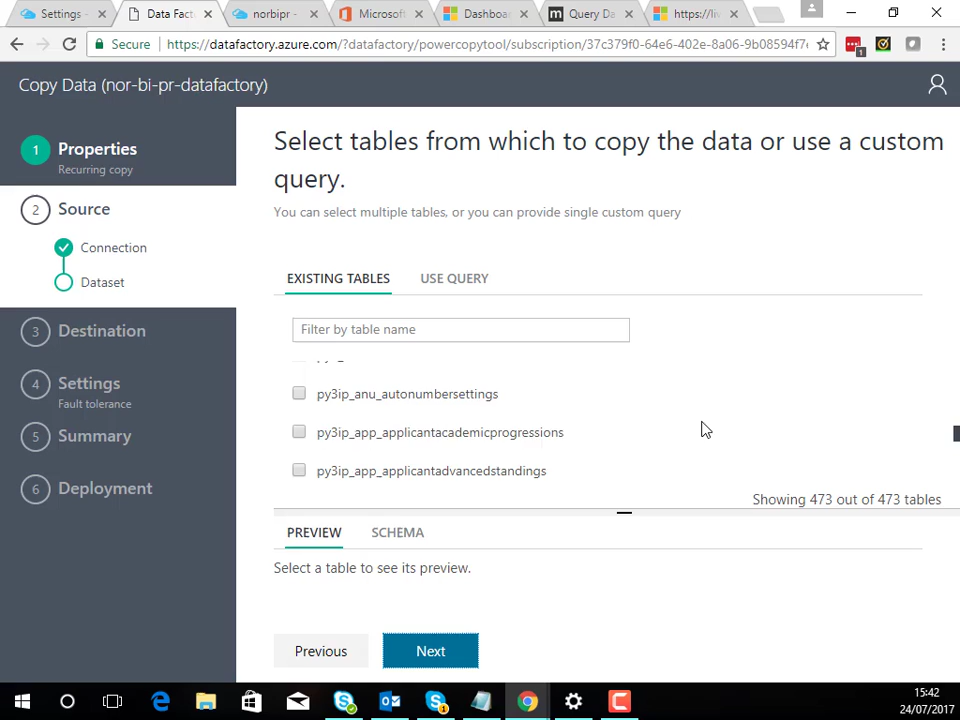 Settings -
Data Fact
norbipr -
Microsoft
Dashboa
Query Da
https://liv
Secure
https://datafactory.azure.com/?datafactory/powercopytool/subscription/37c379f0-64e6-402e-8a06-9b08594f7e
1
Copy Data (nor-bi-pr-datafactory)
1 Properties
Recurring copy
2 Source
Connection
Dataset
3 Destination
4 Settings
Fault tolerance
5 Summary
6 Deployment
Select tables from which to copy the data or use a custom
query.
You can select multiple tables, or you can provide single custom query
EXISTING TABLES
USE QUERY
Filter by table name
py3ip_anu_autonumbersettings
py3ip_app_applicantacademicprogressions
py3ip_app_applicantadvancedstandings
Showing 473 out of 473 tables
PREVIEW
SCHEMA
Select a table to see its preview.
Previous
Next
15:42
24/07/2017